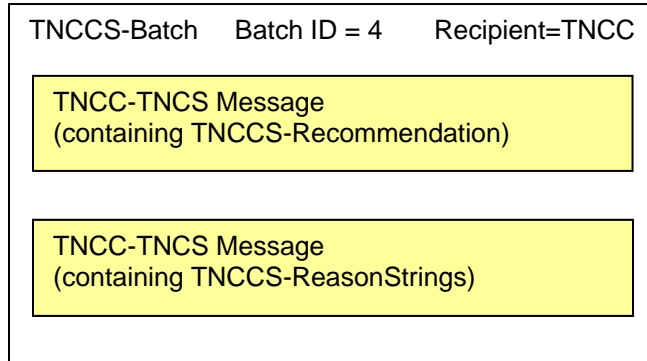 TNCCS-Batch Batch ID = 4 Recipient=TNCC
TNCC-TNCS Message
(containing TNCCS-Recommendation)
TNCC-TNCS Message
(containing TNCCS-ReasonStrings)